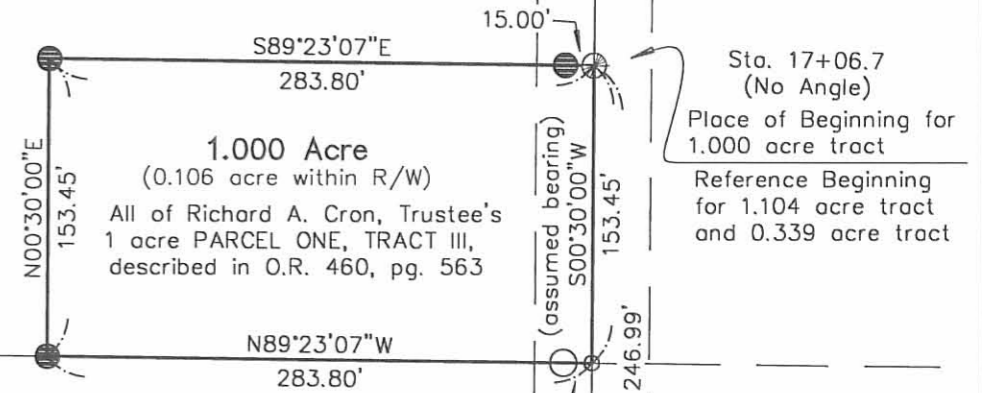 15.00'
S89°23'07"E
283.80'
Sta. 17+06.7
(No Angle)
Place of Beginning for
1.000 acre tract
Reference Beginning
for 1.104 acre tract
and 0.339 acre tract
N00°30'00"E
153.45'
1.000 Acre
(0.106 acre within R/W)
All of Richard A. Cron, Trustee's
1 acre PARCEL ONE, TRACT III,
described in O.R. 460, pg. 563
(assumed bearing)
S00°30'00"W
153.45'
246.99'
N89°23'07"W
283.80'